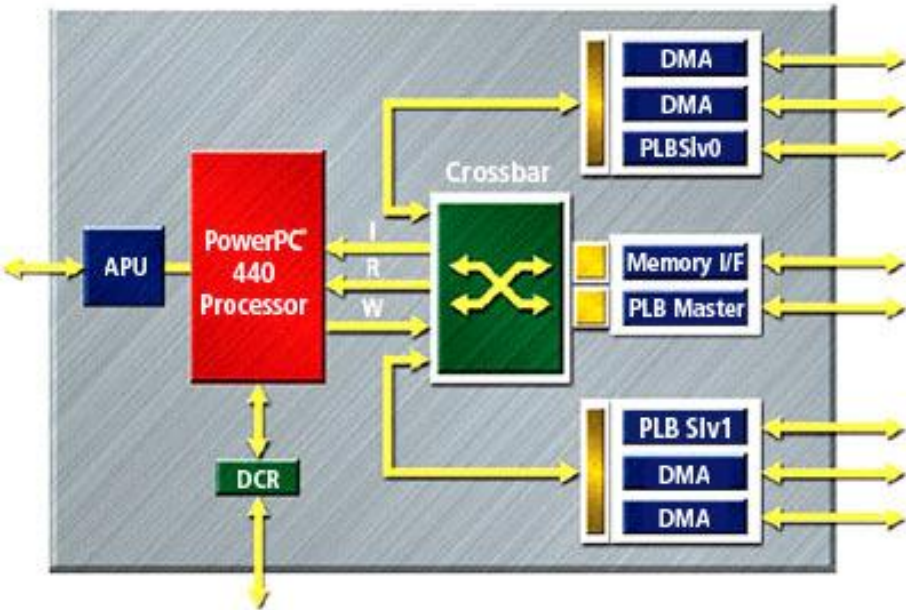 DMA
DMA
PLBSlv0
Crossbar
APU
PowerPC®
440
Processor
I
R
W
Memory I/F
PLB Master
DCR
PLB Slv1
DMA
DMA